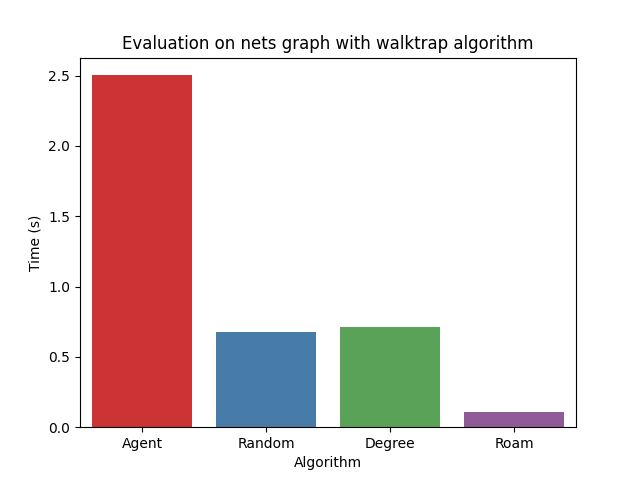 Evaluation on nets graph with walktrap algorithm
2.5
2.0
1.5
1.0
0.5
0.0
Time (s)
Agent Random Degree Roam
Algorithm